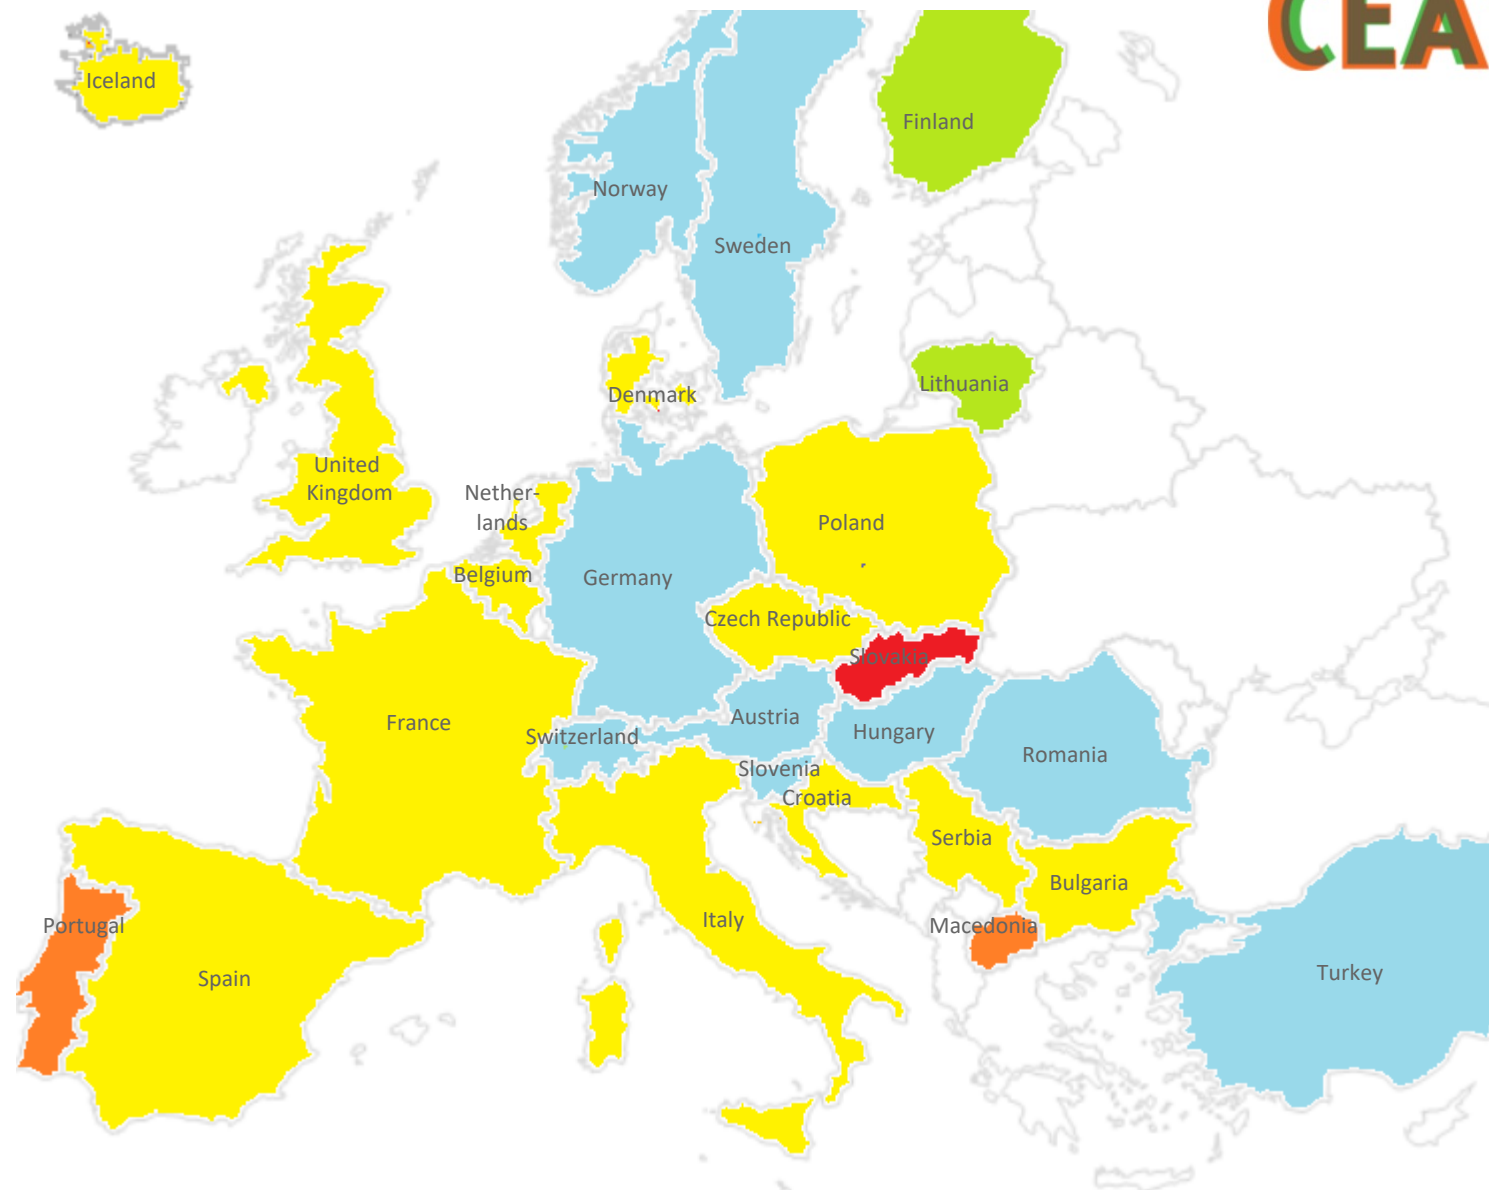 CEA
Iceland
Finland
Norway
Sweden
Lithuania
Denmark
United
Kingdom
Nether-
lands
Poland
Belgium
Germany
Czech Republic
Slovakia
France
Austria
Switzerland
Hungary
Romania
Slovenia
Croatia
Serbia
Bulgaria
Portugal
Italy
Macedonia
Spain
Turkey